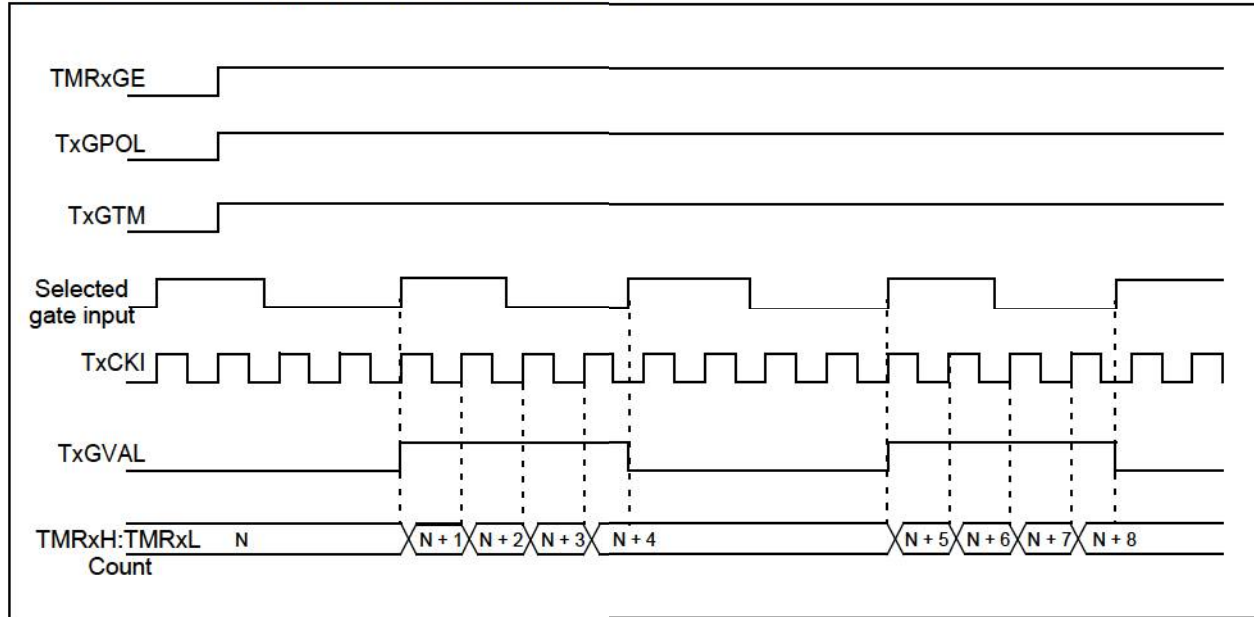 TMRxGE
TxGPOL
TxGTM
Selected
gate input
TxCKI
TxGVAL
TMRxH:TMRxL
Count
N
N + 1
N + 2
N + 3
N + 4
N + 5
N + 6
N + 7
N + 8